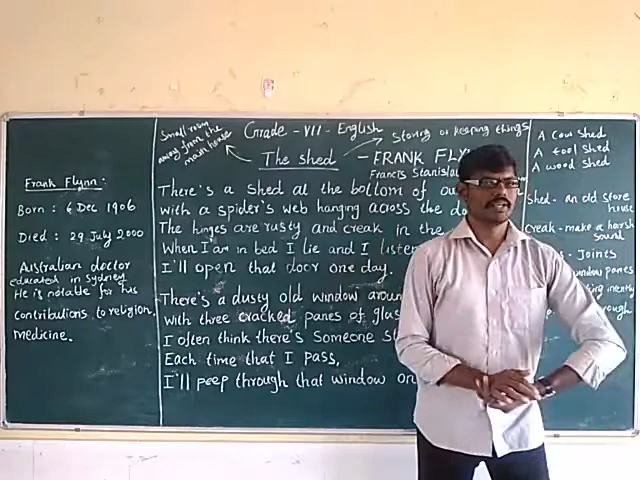 Grade - VII - English
Small room
away from the
main house
Storing or keeping things
The shed - FRANK FLY
Francis Stanislau
There's a shed at the bottom of ou
with a spider's web hanging across the do
The hinges are rusty and creak in the
When I am in bed I lie and I listen
I'll open that door one day.
There's a dusty old window aroun
with three cracked panes of glas
I often think there's someone st
Each time that I pass,
I'll peep through that window on
Frank Flynn:
Born: 6 Dec 1906
Died: 29 July 2000
Australian doctor
educated in Sydney
He is notable for his
contributions to religion,
medicine.
A cow shed
A tool shed
A wood shed
shed - an old store
house
creak - make a harsh
sound
s - Joints
window panes
rough